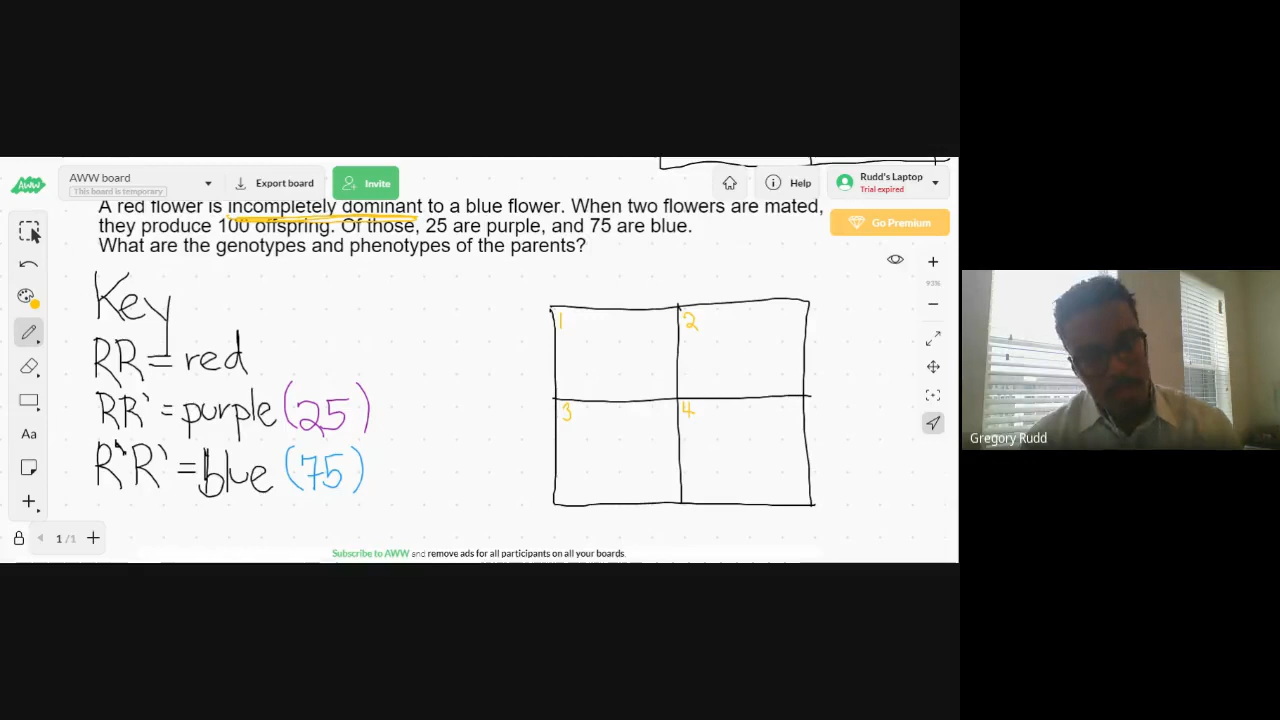 AWW
AWW board
This board is temporary
Export board
Invite
Help
Rudd's Laptop
Trial expired
Go Premium
A red flower is incompletely dominant to a blue flower. When two flowers are mated,
they produce 100 offspring. Of those, 25 are purple, and 75 are blue.
What are the genotypes and phenotypes of the parents?
93%
Key
RR = red
RR` = purple (25)
R`R` = blue (75)
1
2
3
4
Aa
1 / 1
Subscribe to AWW and remove ads for all participants on all your boards.
Gregory Rudd